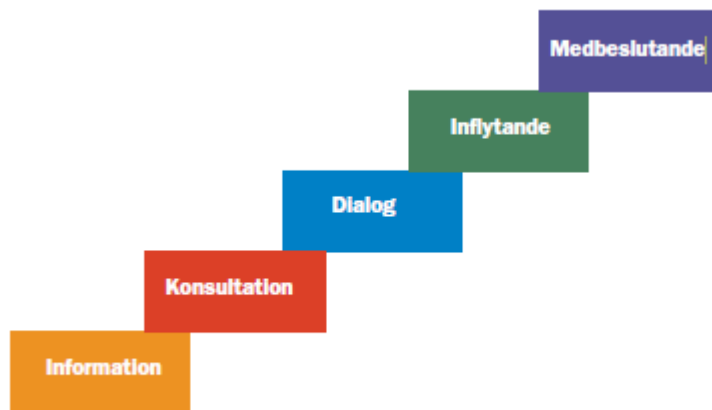 Medbeslutande
Inflytande
Dialog
Konsultation
Information